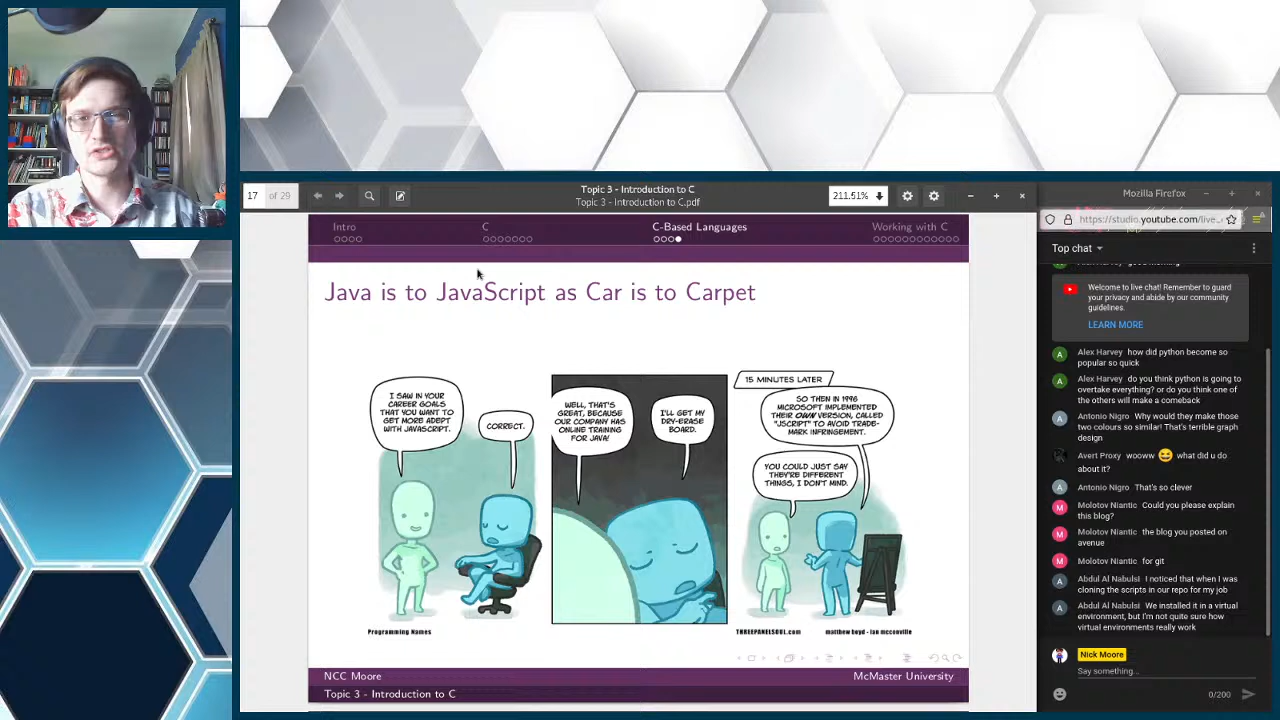 17 of 29
Topic 3 - Introduction to C
Topic 3 - Introduction to C.pdf
211.51%
Intro
C
C-Based Languages
Working with C
Java is to JavaScript as Car is to Carpet
I SAW IN YOUR
CAREER GOALS
THAT YOU WANT TO
GET MORE ADEPT
WITH JAVASCRIPT.
CORRECT.
WELL, THAT'S
GREAT, BECAUSE
OUR COMPANY HAS
ONLINE TRAINING
FOR JAVA!
I'LL GET MY
DRY-ERASE
BOARD.
15 MINUTES LATER
SO THEN IN 1996
MICROSOFT IMPLEMENTED
THEIR OWN VERSION, CALLED
"JSCRIPT" TO AVOID TRADE-
MARK INFRINGEMENT.
YOU COULD JUST SAY
THEY'RE DIFFERENT
THINGS, I DON'T MIND.
Programming Names
THREEPANELSOUL.com
matthew boyd - ian mcconville
NCC Moore
McMaster University
Topic 3 - Introduction to C
Mozilla Firefox
https://studio.youtube.com/live_
Top chat
Alex Harvey good morning
Welcome to live chat! Remember to guard
your privacy and abide by our community
guidelines.
LEARN MORE
A Alex Harvey how did python become so
popular so quick
A Alex Harvey do you think python is going to
overtake everything? or do you think one
of the others will make a comeback
A Antonio Nigro Why would they make those
two colours so similar! That's terrible graph
design
Avert Proxy wooww 😄 what did u do
about it?
A Antonio Nigro That's so clever
M Molotov Niantic Could you please explain
this blog?
M Molotov Niantic the blog you posted on
avenue
M Molotov Niantic for git
A Abdul Al Nabulsi I noticed that when I was
cloning the scripts in our repo for my job
A Abdul Al Nabulsi We installed it in a virtual
environment, but I'm not quite sure how
virtual environments really work
Nick Moore
Say something...
0/200